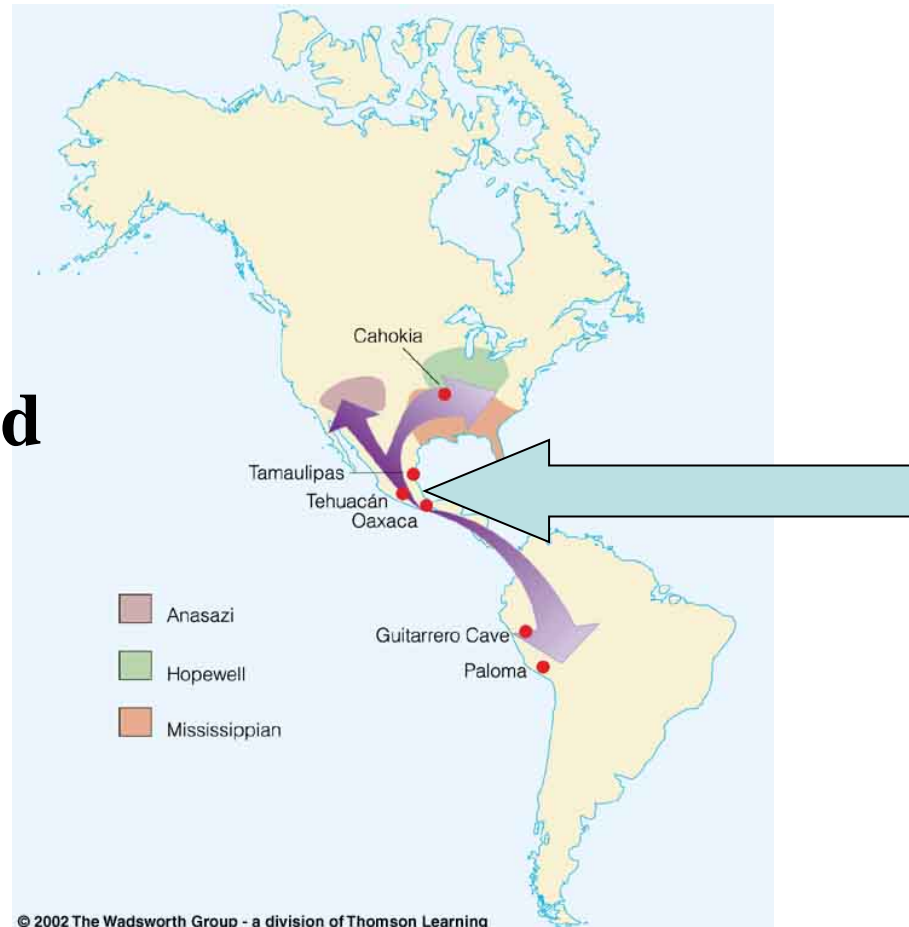 Cahokia
d
Tamaulipas
Tehuacán
Oaxaca
Anasazi
Guitarrero Cave
Hopewell
Paloma
Mississippian
© 2002 The Wadsworth Group - a division of Thomson Learning